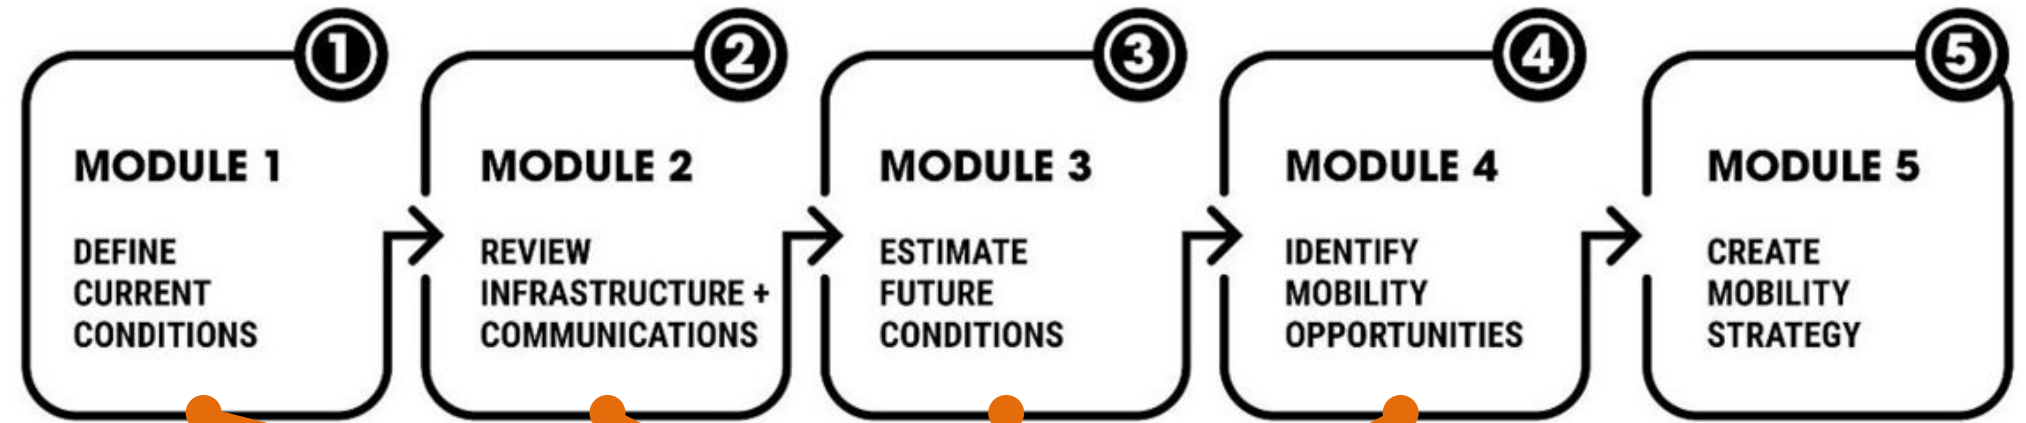 1
MODULE 1
DEFINE
CURRENT
CONDITIONS
2
MODULE 2
REVIEW
INFRASTRUCTURE +
COMMUNICATIONS
3
MODULE 3
ESTIMATE
FUTURE
CONDITIONS
4
MODULE 4
IDENTIFY
MOBILITY
OPPORTUNITIES
5
MODULE 5
CREATE
MOBILITY
STRATEGY